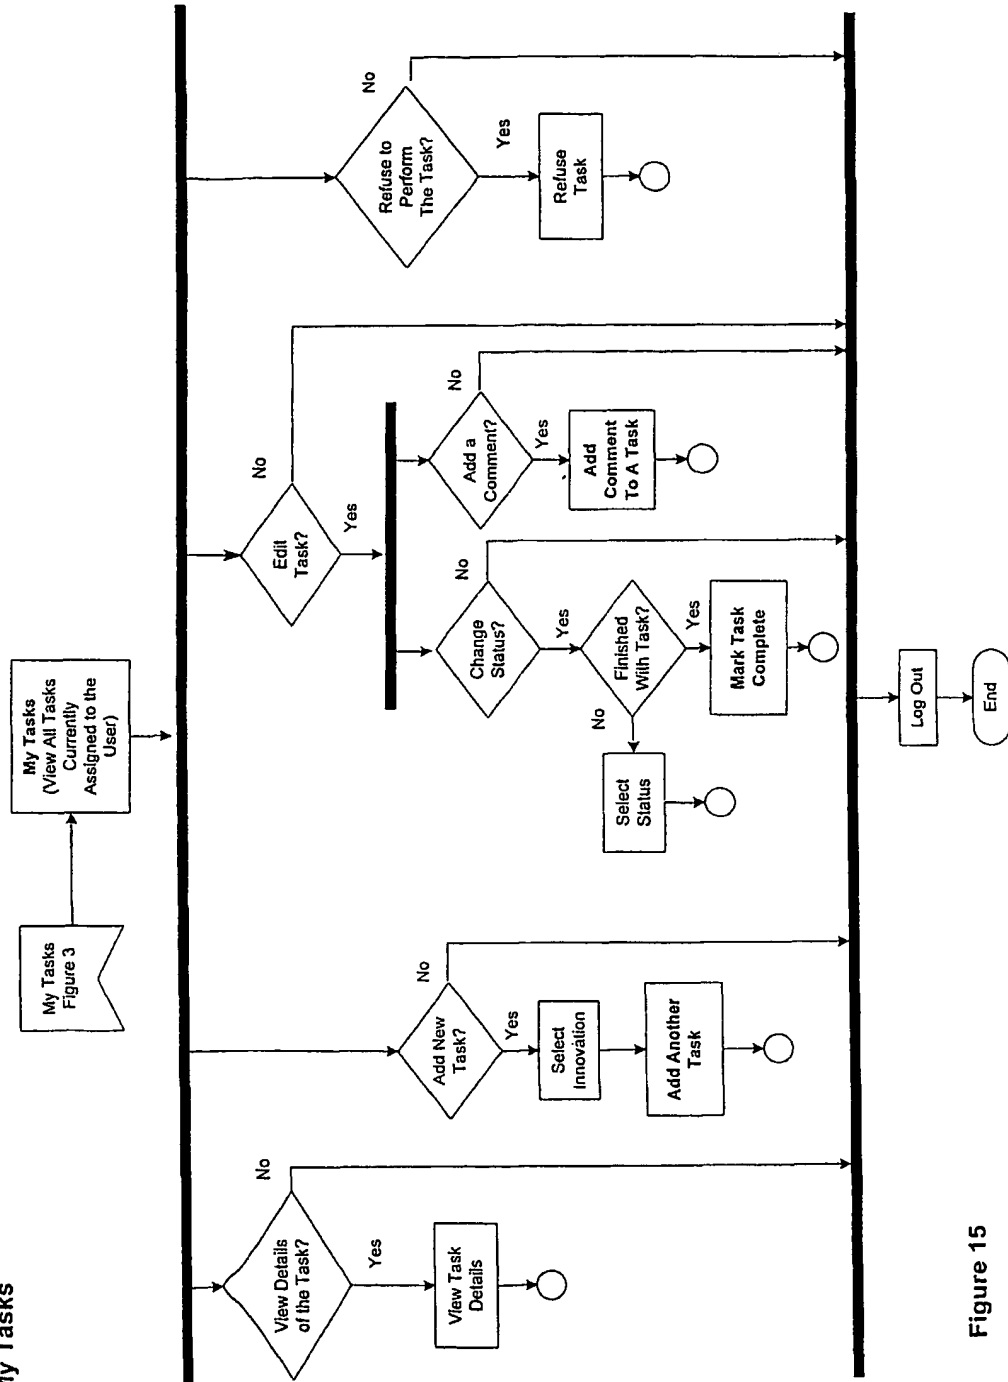 My Tasks
My Tasks
Figure 3
My Tasks
(View All Tasks
Currently
Assigned to the
User)
View Details
of the Task?
No
Yes
View Task
Details
Add New
Task?
No
Yes
Select
Innovation
Add Another
Task
Edit
Task?
No
Yes
Change
Status?
No
Yes
Finished
With Task?
No
Yes
Select
Status
Mark Task
Complete
Add a
Comment?
No
Yes
Add
Comment
To A Task
Refuse to
Perform
The Task?
No
Yes
Refuse
Task
Log Out
End
Figure 15